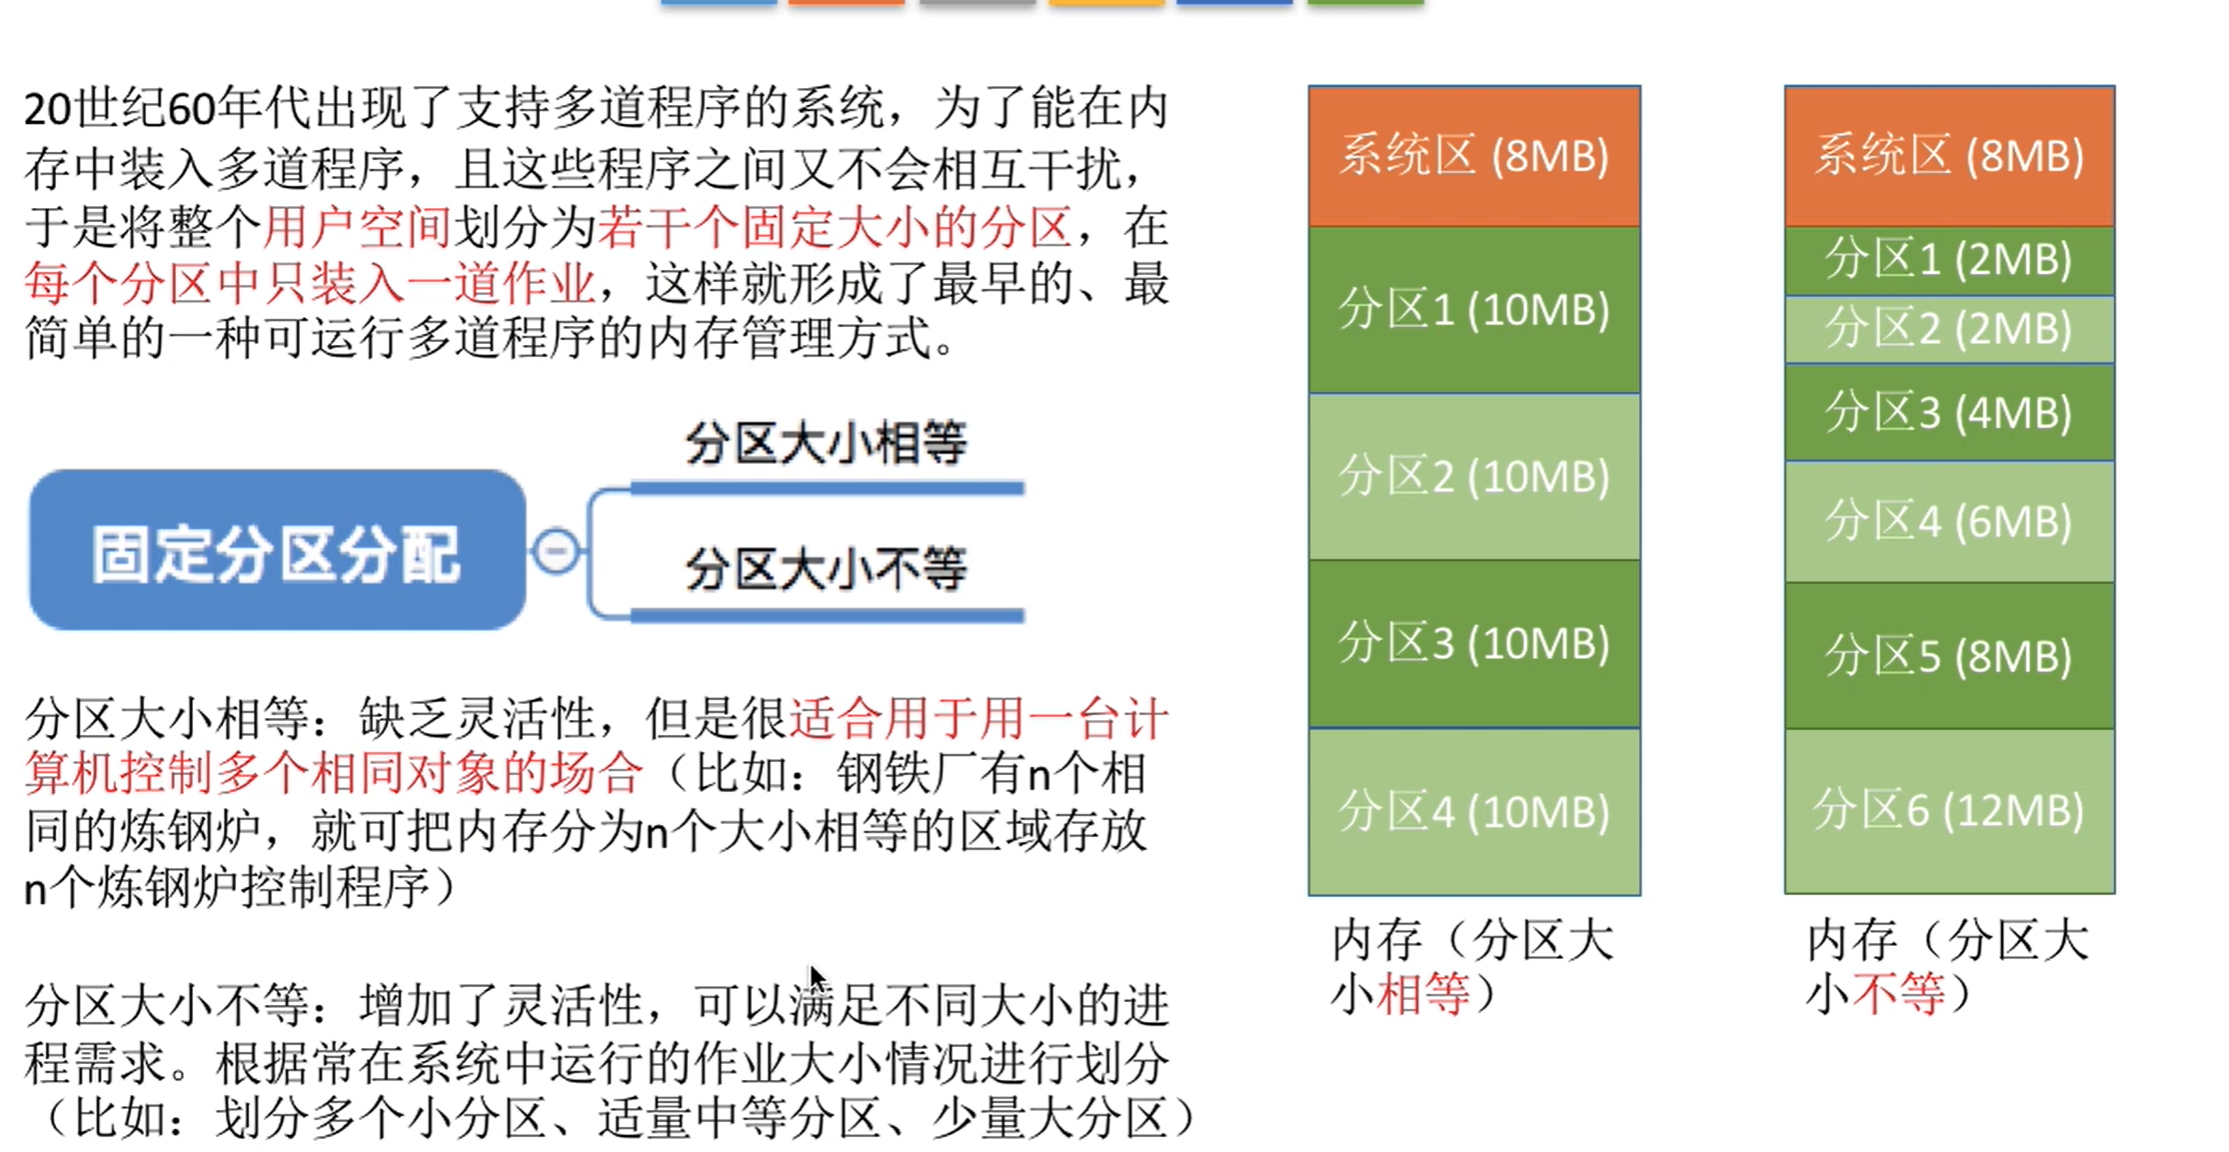 20世纪60年代出现了支持多道程序的系统，为了能在内
存中装入多道程序，且这些程序之间又不会相互干扰，
于是将整个用户空间划分为若干个固定大小的分区，在
每个分区中只装入一道作业，这样就形成了最早的、最
简单的一种可运行多道程序的内存管理方式。
固定分区分配
分区大小相等
分区大小不等
分区大小相等：缺乏灵活性，但是很适合用于用一台计
算机控制多个相同对象的场合（比如：钢铁厂有n个相
同的炼钢炉，就可把内存分为n个大小相等的区域存放
n个炼钢炉控制程序）
分区大小不等：增加了灵活性，可以满足不同大小的进
程需求。根据常在系统中运行的作业大小情况进行划分
（比如：划分多个小分区、适量中等分区、少量大分区）
系统区 (8MB)
分区1 (10MB)
分区2 (10MB)
分区3 (10MB)
分区4 (10MB)
内存（分区大
小相等）
系统区 (8MB)
分区1 (2MB)
分区2 (2MB)
分区3 (4MB)
分区4 (6MB)
分区5 (8MB)
分区6 (12MB)
内存（分区大
小不等）